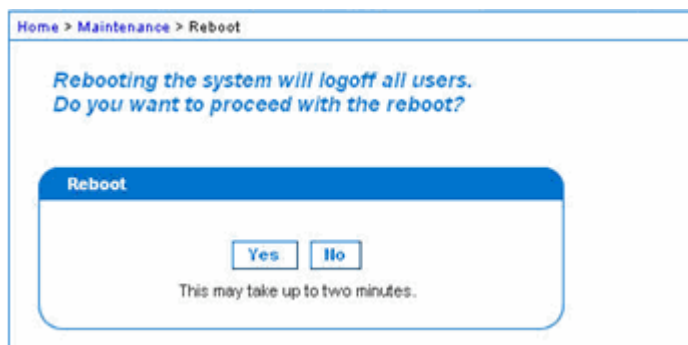 Home > Maintenance > Reboot
Rebooting the system will logoff all users.
Do you want to proceed with the reboot?
Reboot
Yes No
This may take up to two minutes.